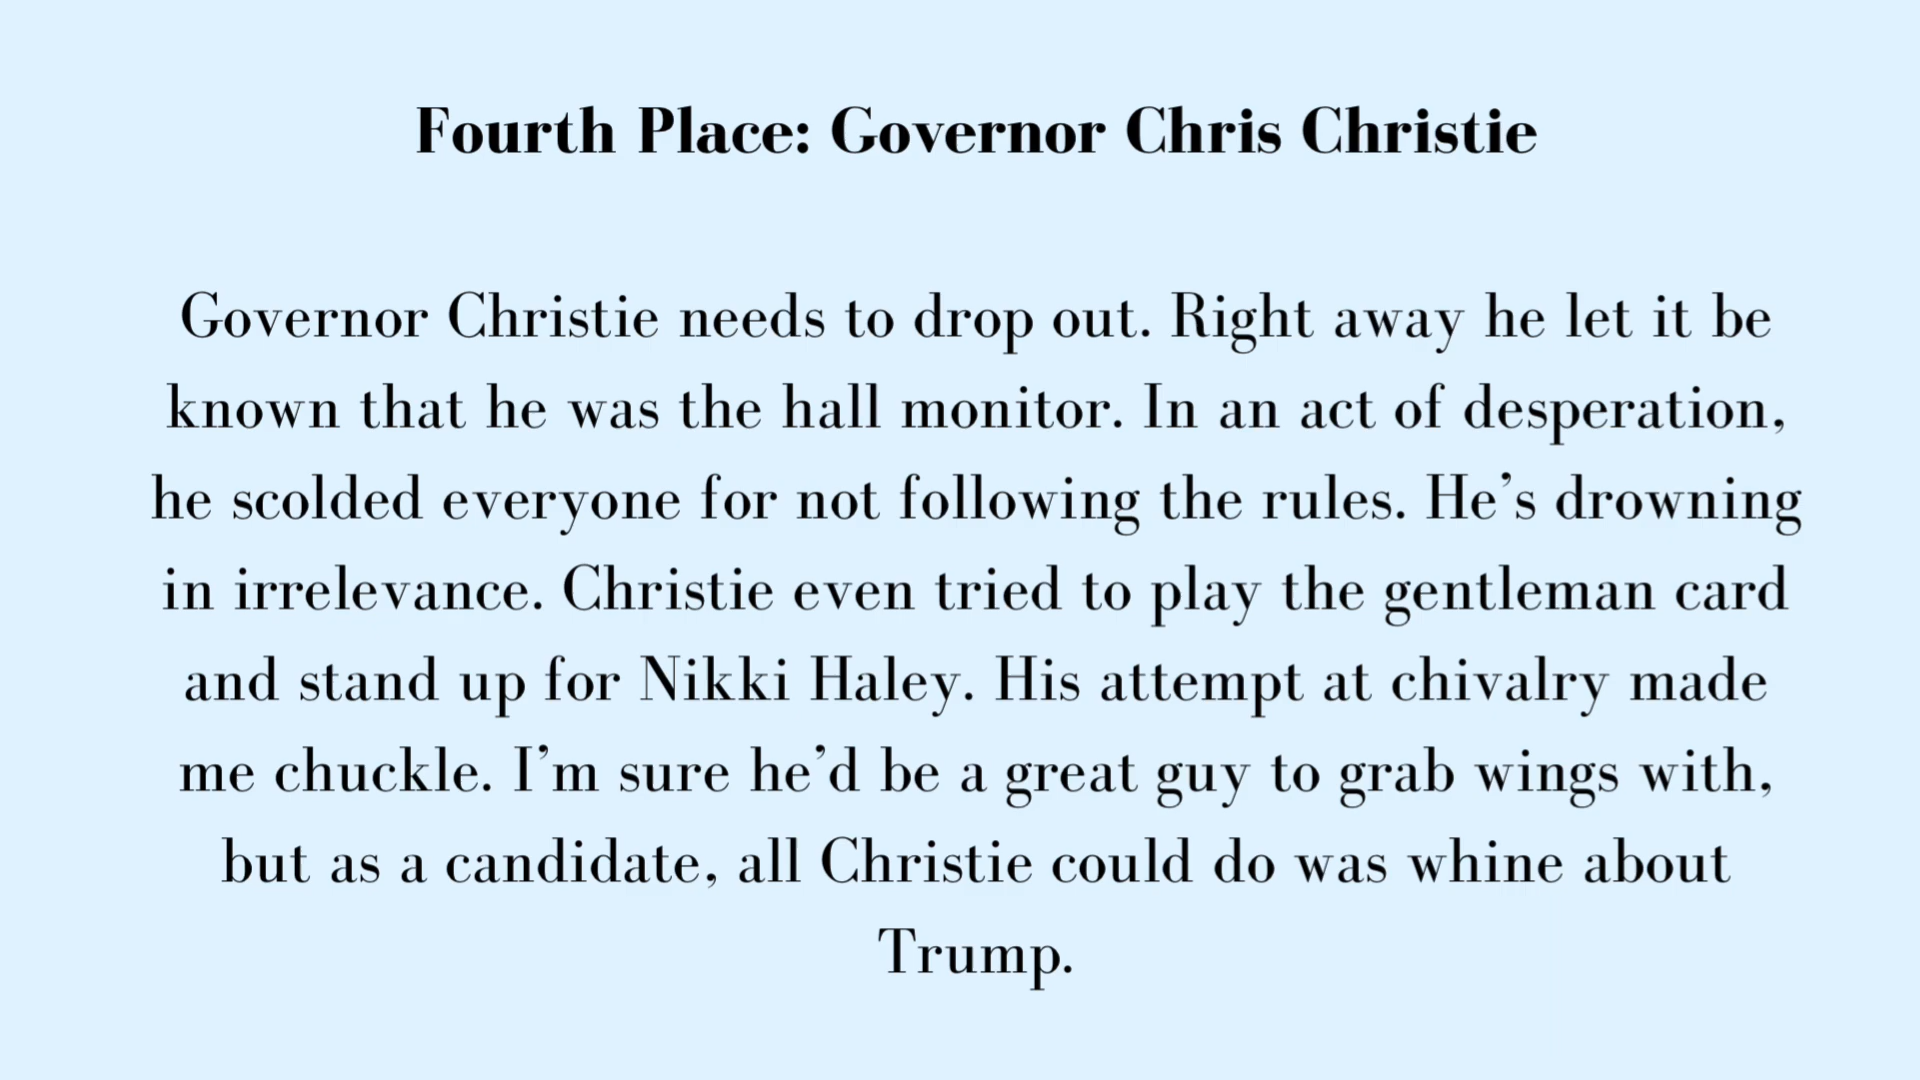 Fourth Place: Governor Chris Christie
Governor Christie needs to drop out. Right away he let it be
known that he was the hall monitor. In an act of desperation,
he scolded everyone for not following the rules. He’s drowning
in irrelevance. Christie even tried to play the gentleman card
and stand up for Nikki Haley. His attempt at chivalry made
me chuckle. I’m sure he’d be a great guy to grab wings with,
but as a candidate, all Christie could do was whine about
Trump.